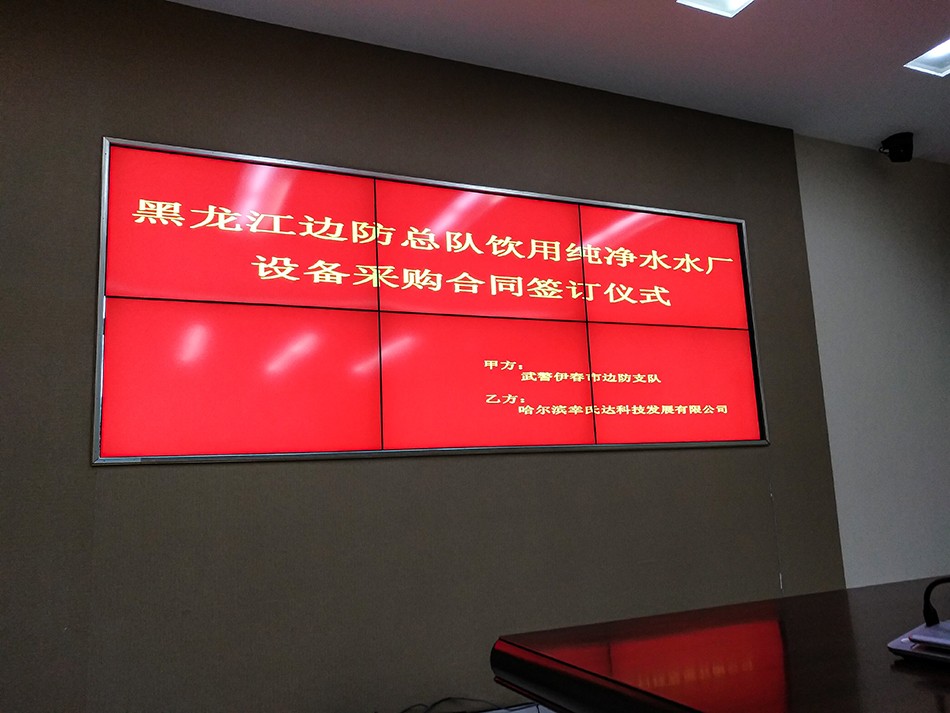 黑龙江边防总队饮用纯净水水厂
设备采购合同签订仪式
甲方：
武警伊春市边防支队
乙方：
哈尔滨幸氏达科技发展有限公司